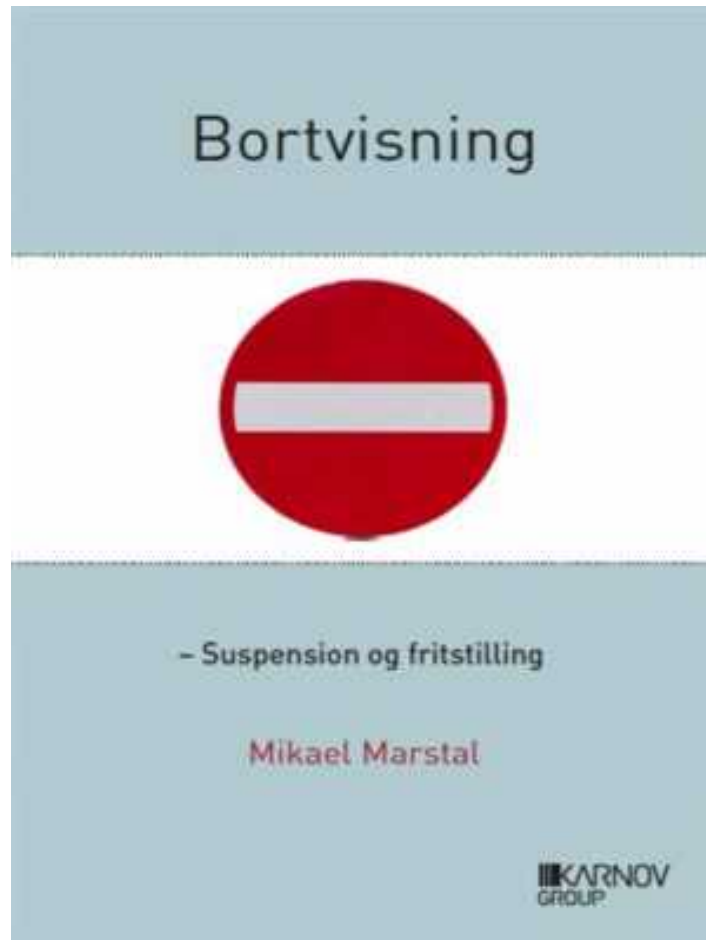 Bortvisning
– Suspension og fritstilling
Mikael Marstal
KARNOV
GROUP